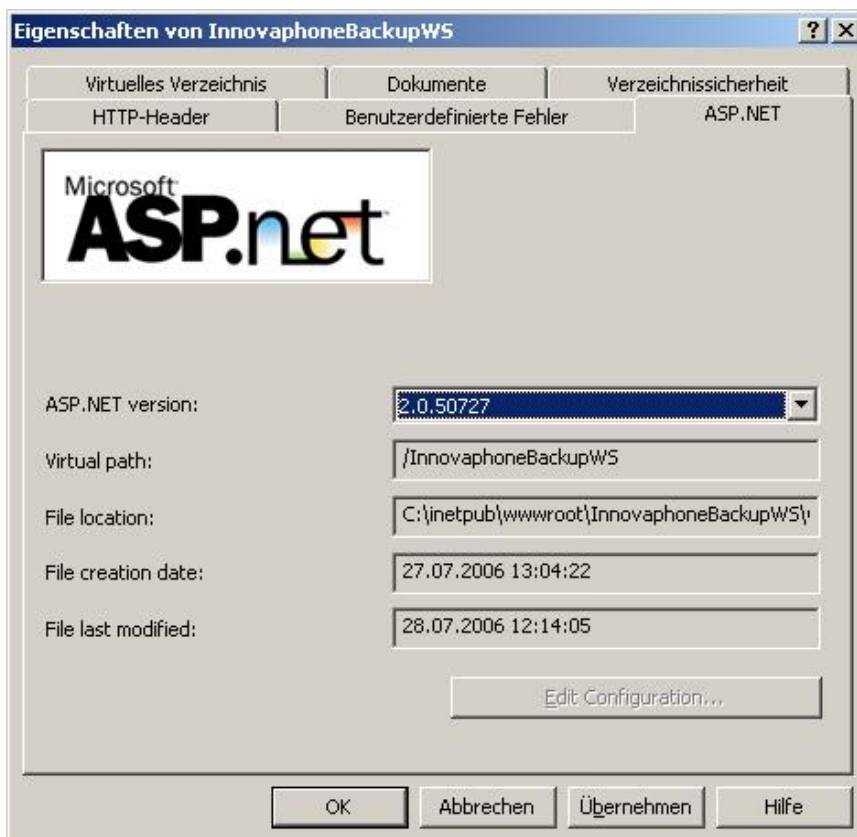 Eigenschaften von InnovaphoneBackupWS
Virtuelles Verzeichnis Dokumente Verzeichnissicherheit
HTTP-Header Benutzerdefinierte Fehler ASP.NET
Microsoft
ASP.net
ASP.NET version: 2.0.50727
Virtual path: /InnovaphoneBackupWS
File location: C:\inetpub\wwwroot\InnovaphoneBackupWS\
File creation date: 27.07.2006 13:04:22
File last modified: 28.07.2006 12:14:05
Edit Configuration...
OK Abbrechen Übernehmen Hilfe